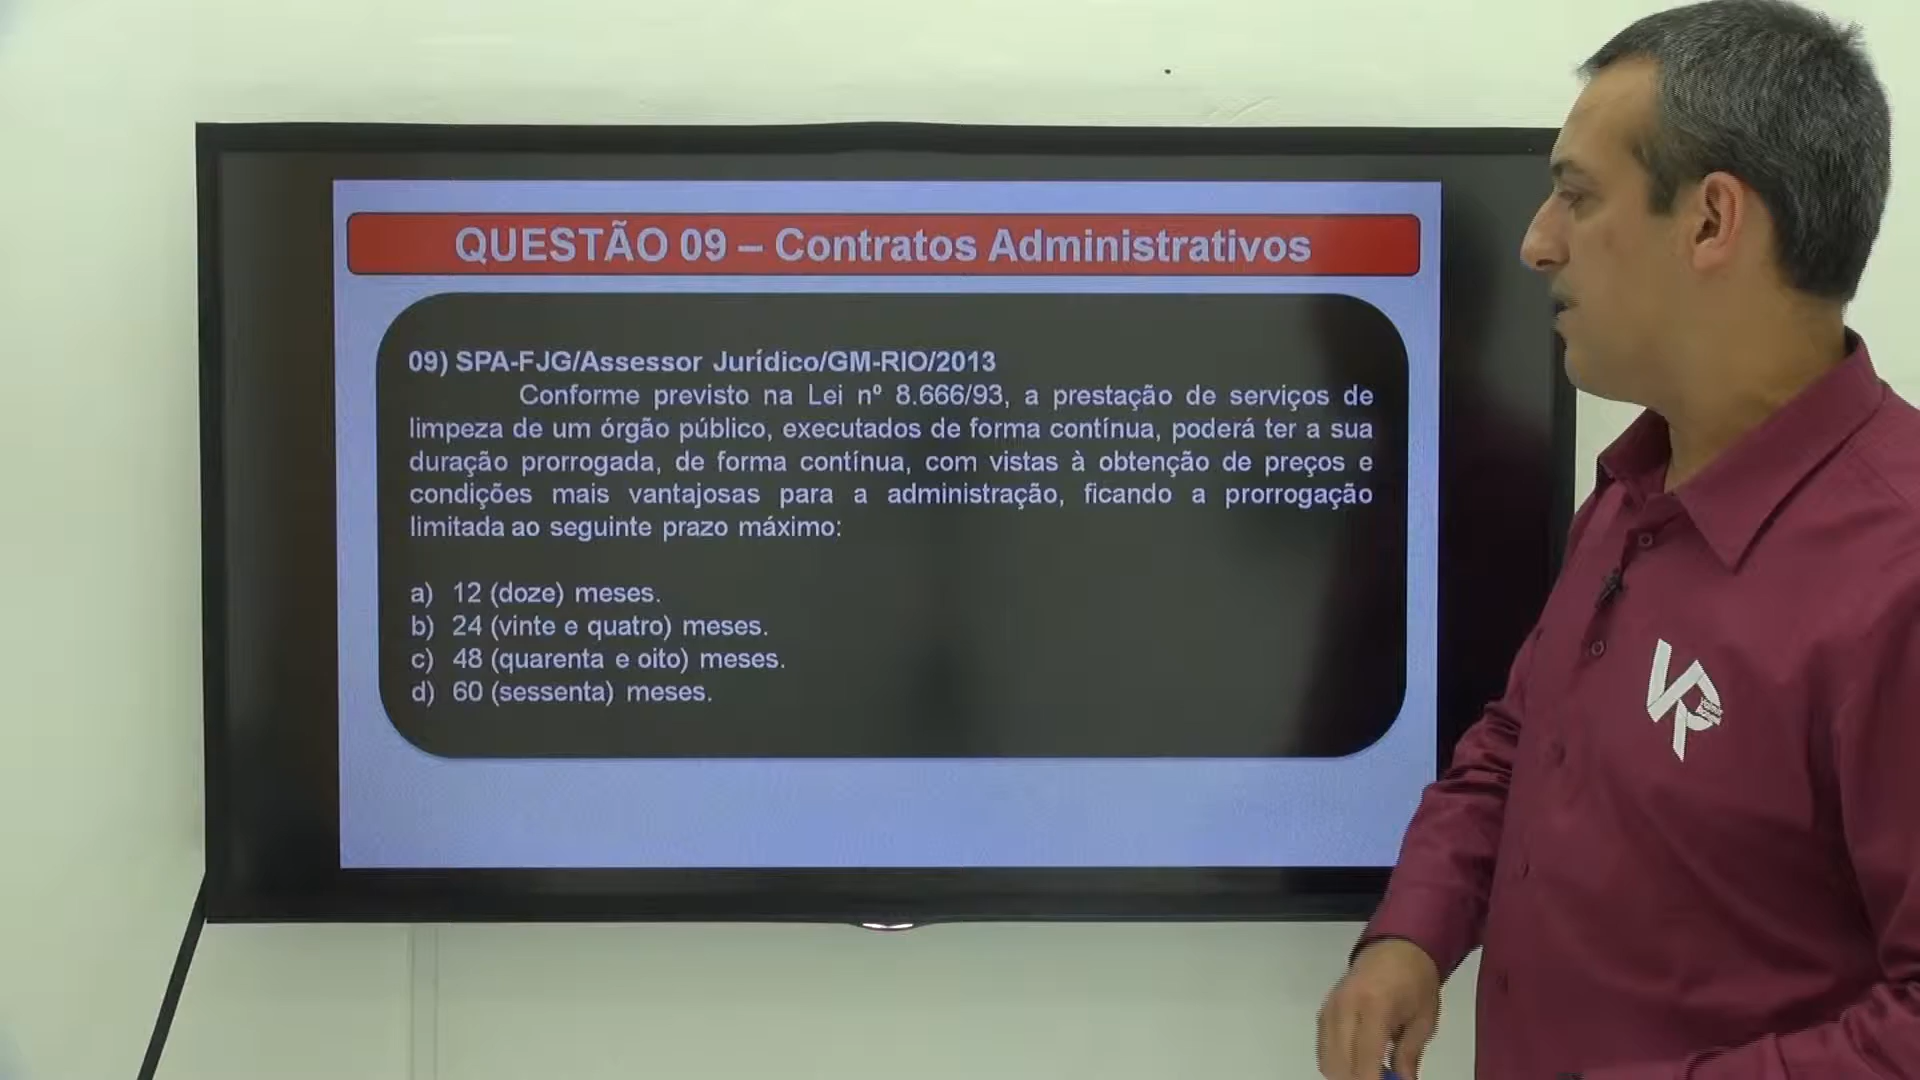 QUESTÃO 09 – Contratos Administrativos
09) SPA-FJG/Assessor Jurídico/GM-RIO/2013
Conforme previsto na Lei nº 8.666/93, a prestação de serviços de
limpeza de um órgão público, executados de forma contínua, poderá ter a sua
duração prorrogada, de forma contínua, com vistas à obtenção de preços e
condições mais vantajosas para a administração, ficando a prorrogação
limitada ao seguinte prazo máximo:
a) 12 (doze) meses.
b) 24 (vinte e quatro) meses.
c) 48 (quarenta e oito) meses.
d) 60 (sessenta) meses.
VR